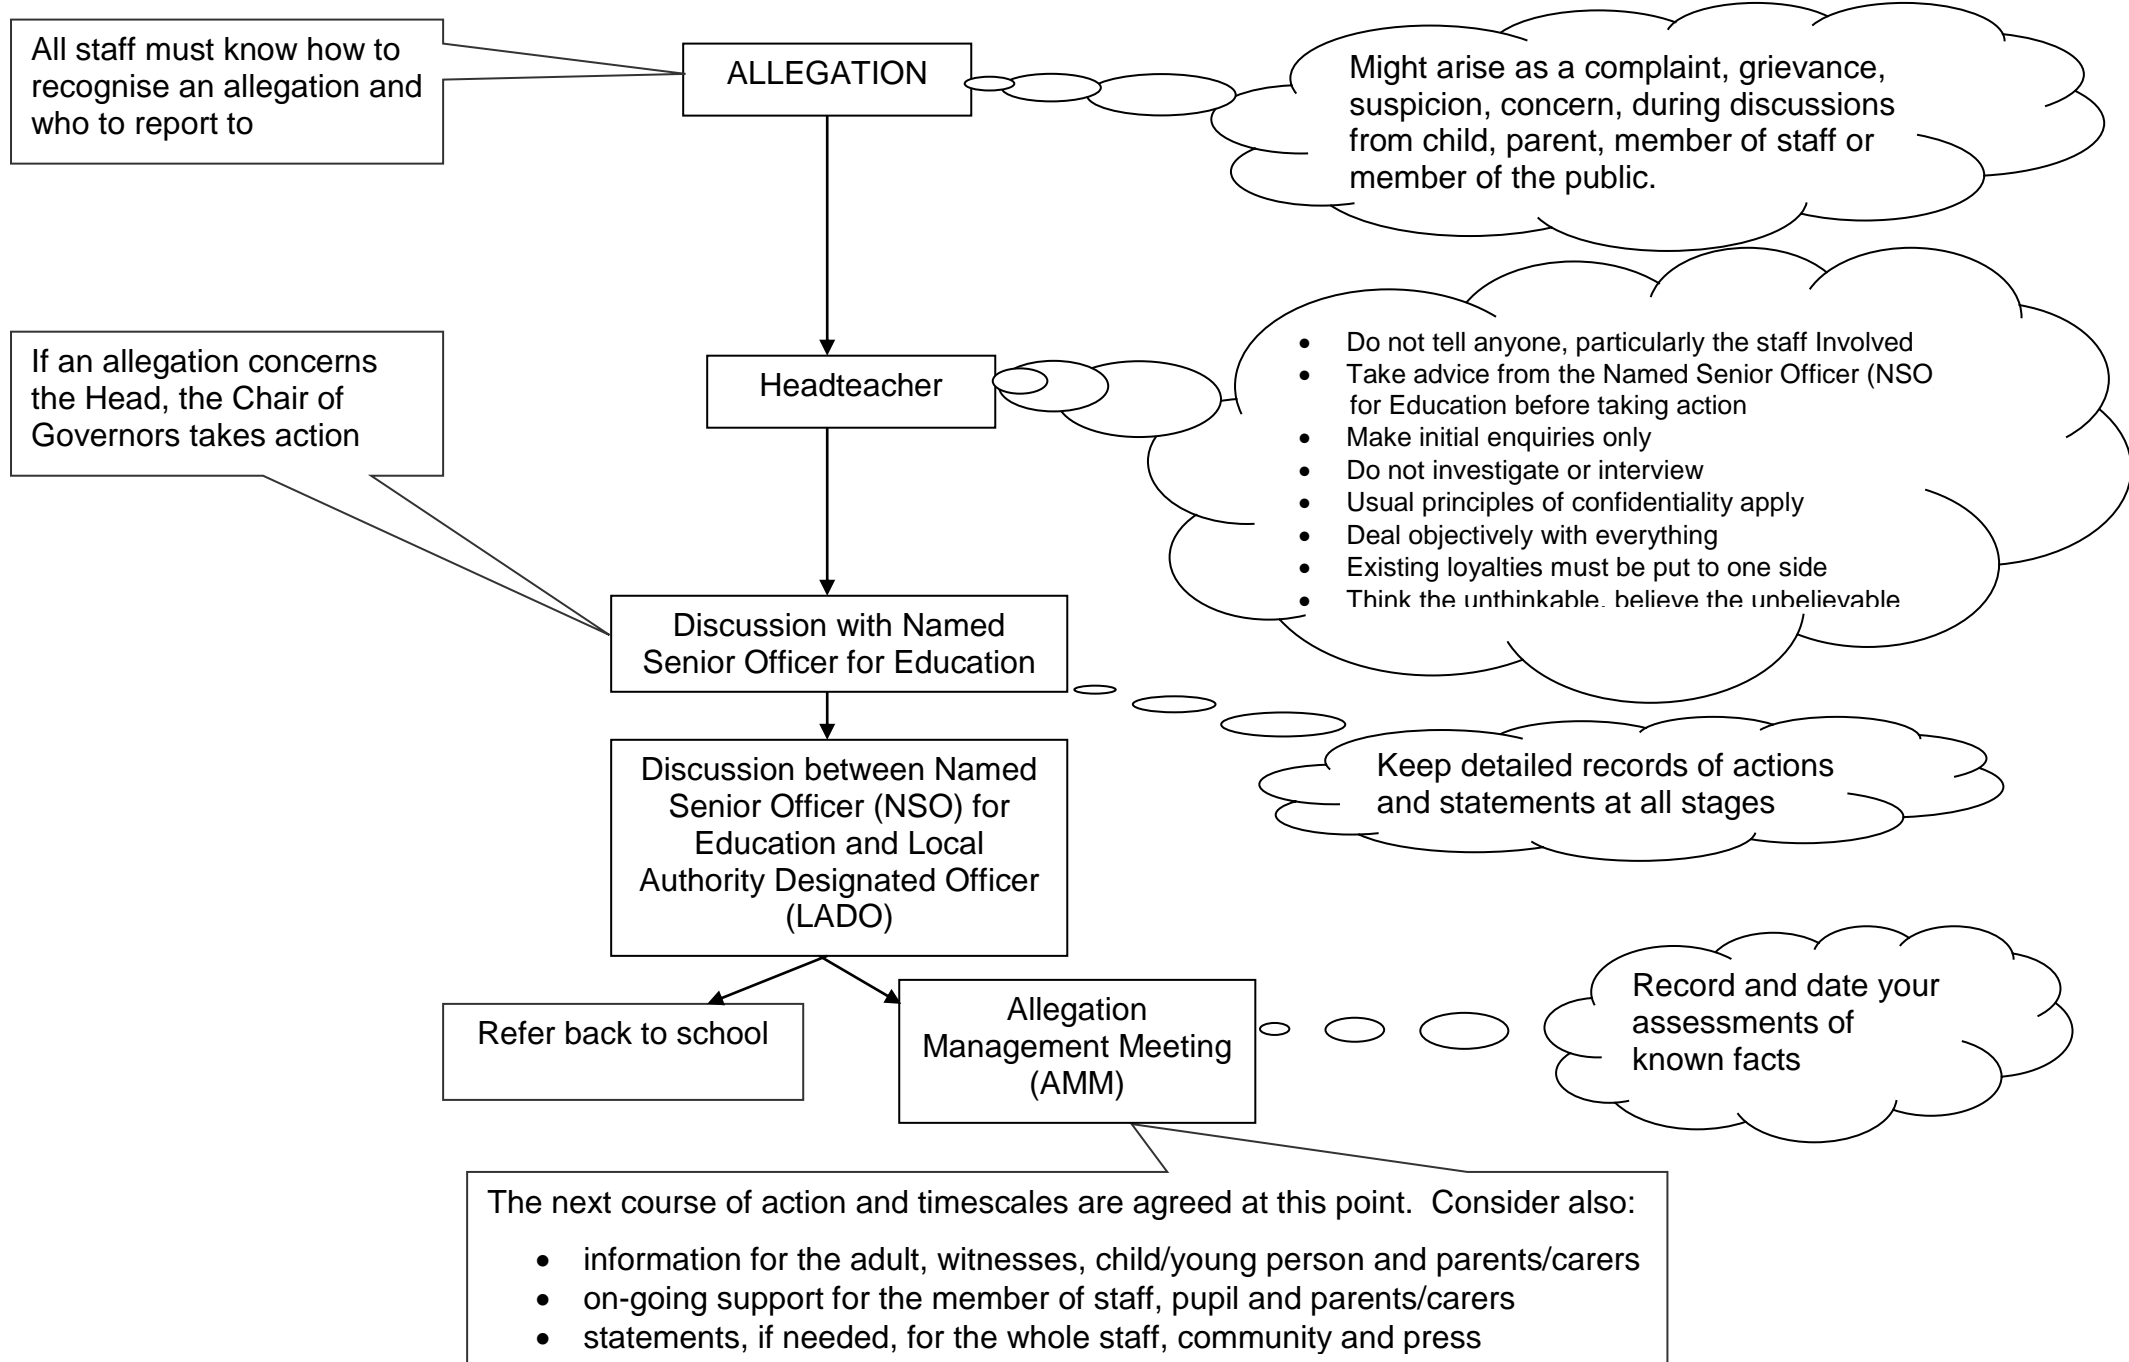 All staff must know how to
recognise an allegation and
who to report to
ALLEGATION
Might arise as a complaint, grievance,
suspicion, concern, during discussions
from child, parent, member of staff or
member of the public.
If an allegation concerns
the Head, the Chair of
Governors takes action
Headteacher
• Do not tell anyone, particularly the staff Involved
• Take advice from the Named Senior Officer (NSO
for Education before taking action
• Make initial enquiries only
• Do not investigate or interview
• Usual principles of confidentiality apply
• Deal objectively with everything
• Existing loyalties must be put to one side
• Think the unthinkable, believe the unbelievable
Discussion with Named
Senior Officer for Education
Keep detailed records of actions
and statements at all stages
Discussion between Named
Senior Officer (NSO) for
Education and Local
Authority Designated Officer
(LADO)
Refer back to school
Allegation
Management Meeting
(AMM)
Record and date your
assessments of
known facts
The next course of action and timescales are agreed at this point.  Consider also:
• information for the adult, witnesses, child/young person and parents/carers
• on-going support for the member of staff, pupil and parents/carers
• statements, if needed, for the whole staff, community and press